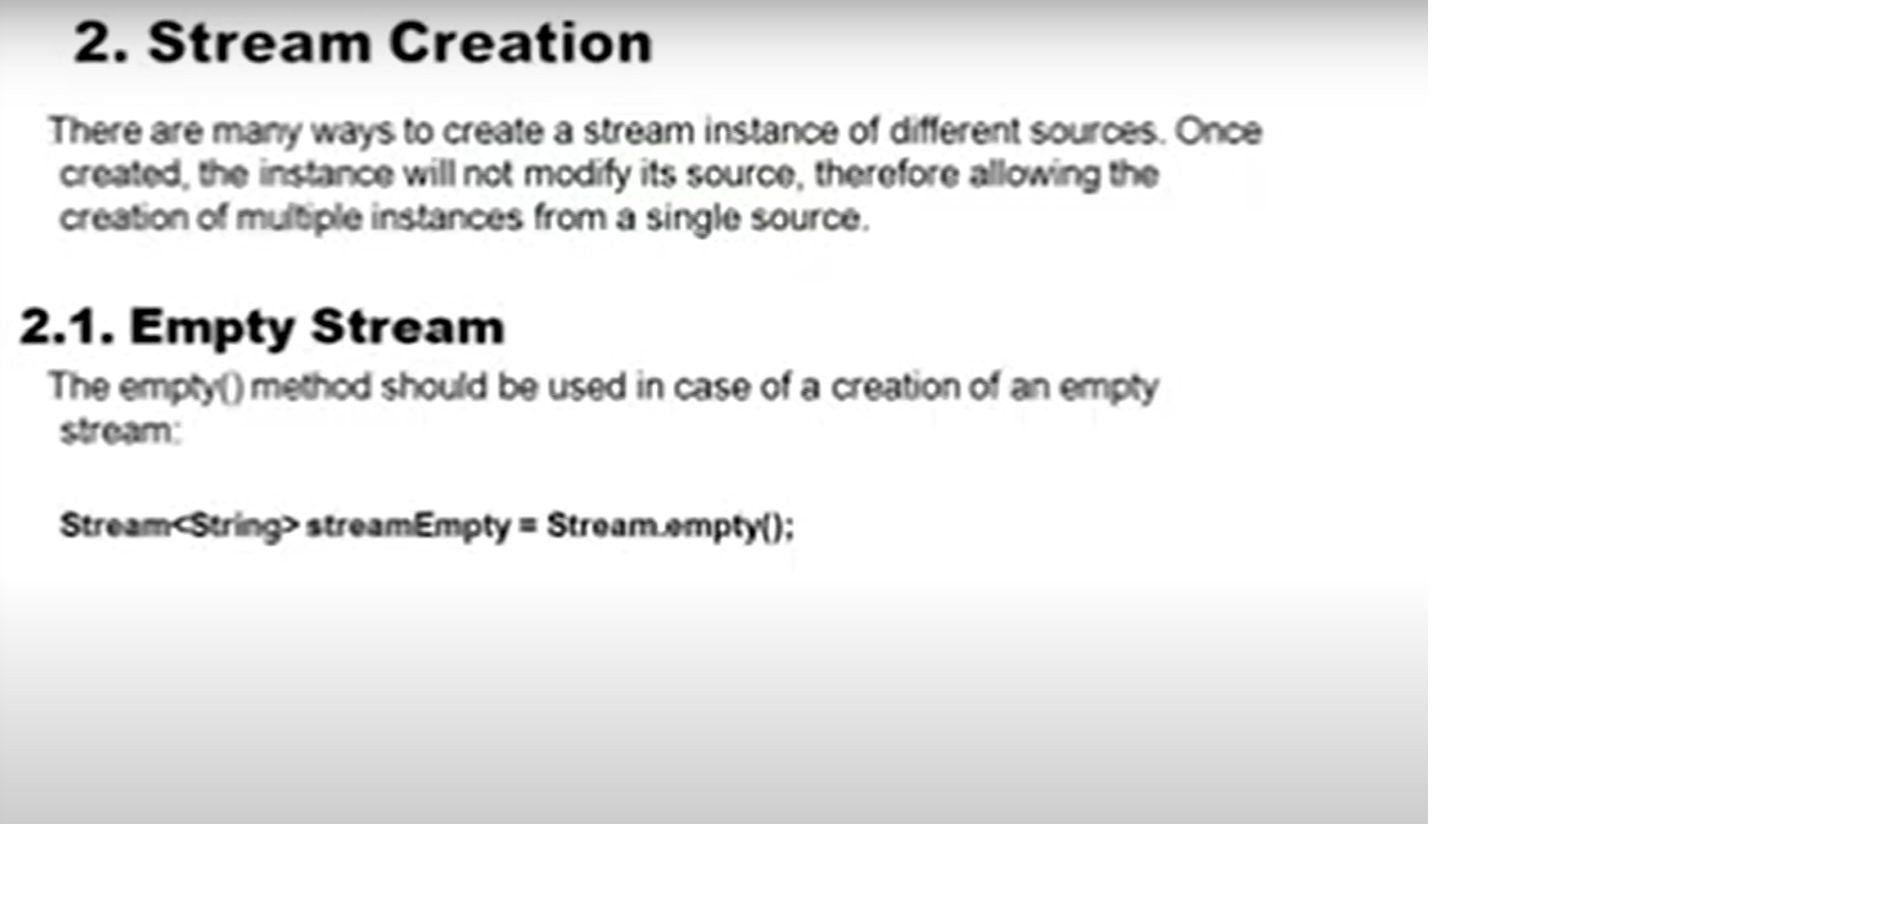 2. Stream Creation
There are many ways to create a stream instance of different sources. Once
created, the instance will not modify its source, therefore allowing the
creation of multiple instances from a single source.
2.1. Empty Stream
The empty() method should be used in case of a creation of an empty
stream:
Stream<String> streamEmpty = Stream.empty();